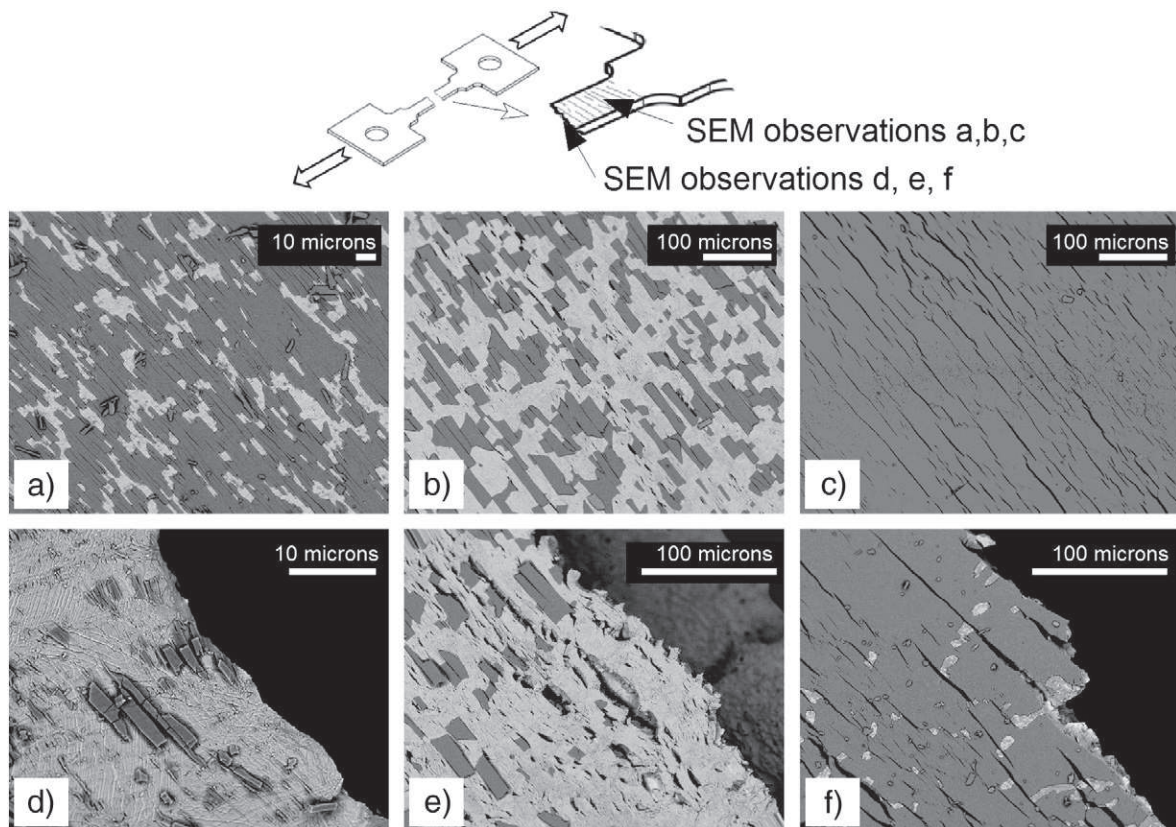 SEM observations a,b,c
SEM observations d, e, f
10 microns
100 microns
100 microns
a)
b)
c)
10 microns
100 microns
100 microns
d)
e)
f)